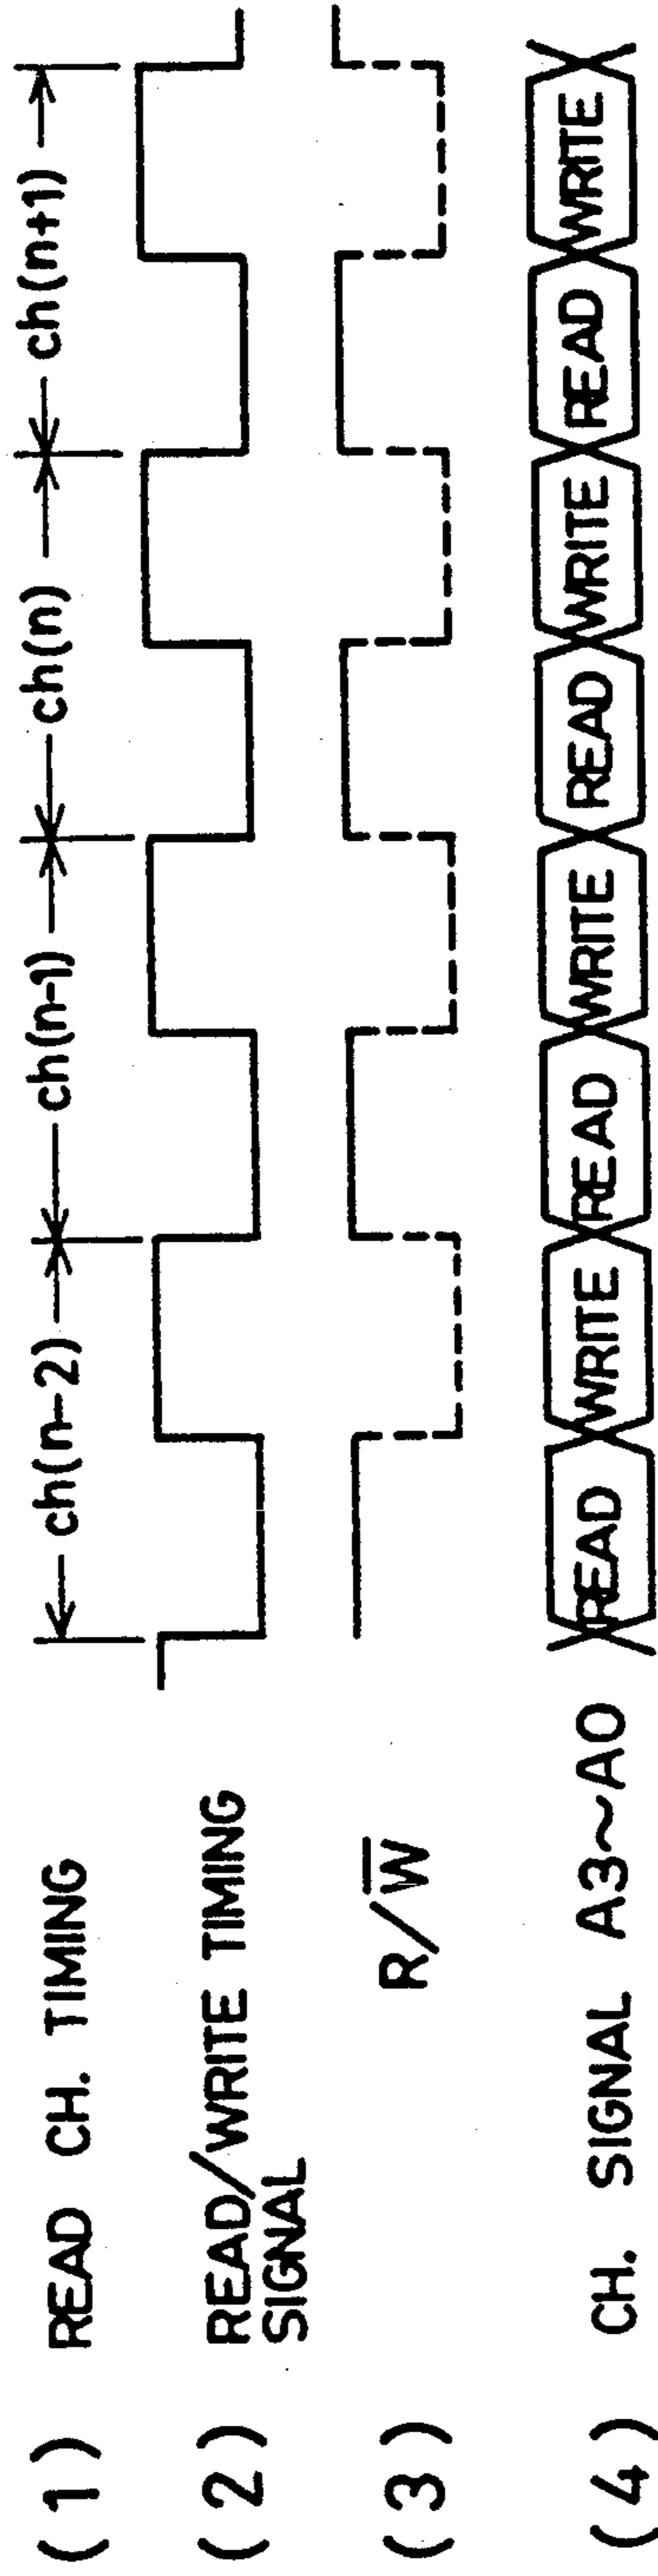 (1) READ CH. TIMING ch(n-2) ch(n-1) ch(n) ch(n+1)
(2) READ/WRITE TIMING
SIGNAL
(3) R/W̅
(4) CH. SIGNAL A3~A0 READ WRITE READ WRITE READ WRITE READ WRITE